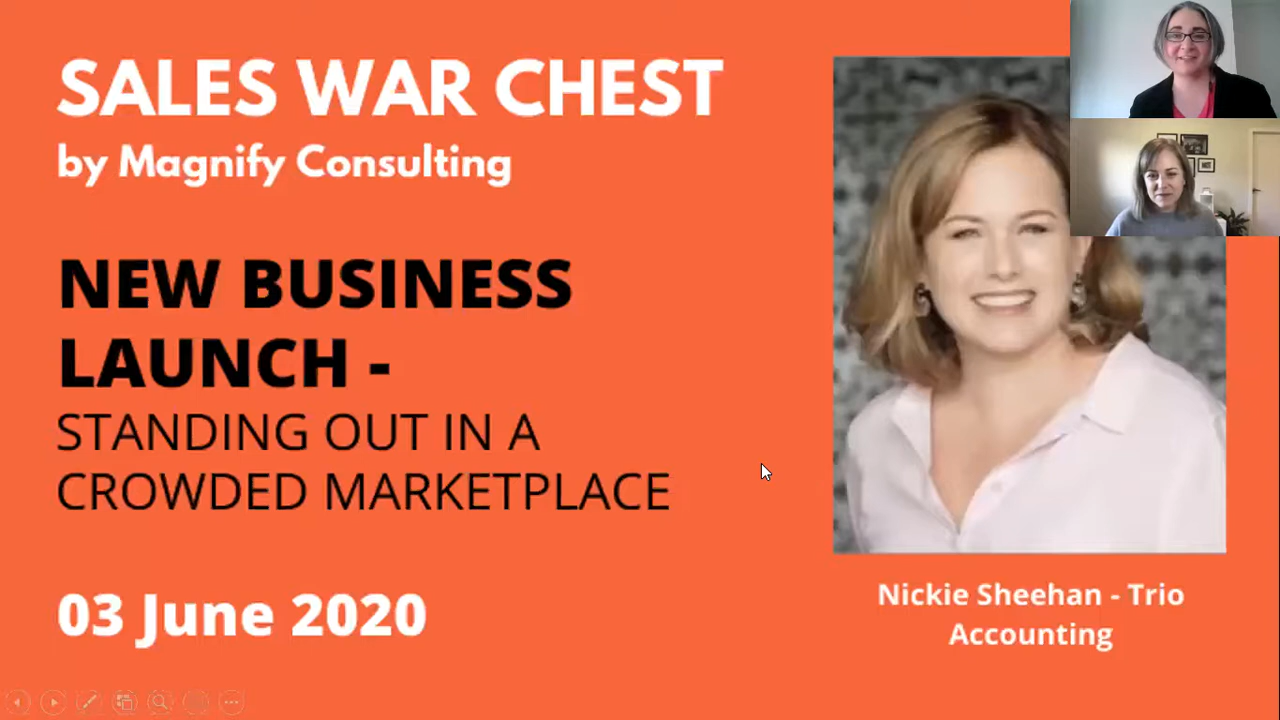 SALES WAR CHEST
by Magnify Consulting
NEW BUSINESS
LAUNCH -
STANDING OUT IN A
CROWDED MARKETPLACE
03 June 2020
Nickie Sheehan - Trio
Accounting